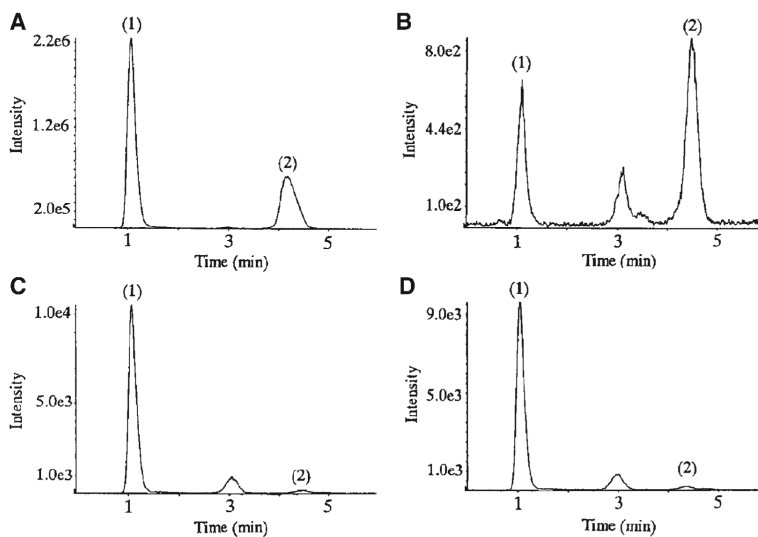 A
(1)
2.2e6
Intensity
1.2e6
(2)
2.0e5
1 3 5
Time (min)
B
(2)
8.0e2
(1)
Intensity
4.4e2
1.0e2
1 3 5
Time (min)
C
(1)
1.0e4
Intensity
5.0e3
1.0e3
(2)
1 3 5
Time (min)
D
(1)
9.0e3
Intensity
5.0e3
1.0e3
(2)
1 3 5
Time (min)